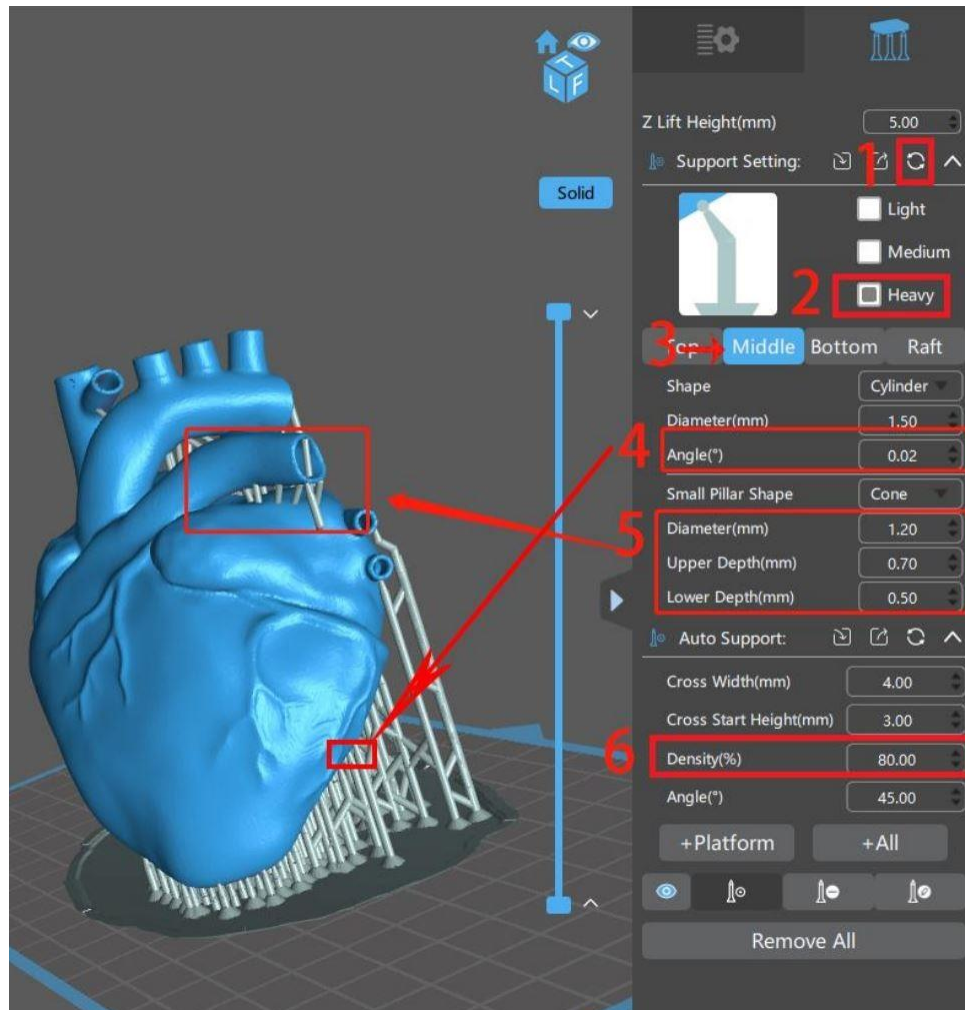 T
L F
Z Lift Height(mm) 5.00
1
Support Setting:
Solid
Light
Medium
2 Heavy
3 Top Middle Bottom Raft
Shape Cylinder
Diameter(mm) 1.50
4 Angle(°) 0.02
Small Pillar Shape Cone
5 Diameter(mm) 1.20
Upper Depth(mm) 0.70
Lower Depth(mm) 0.50
Auto Support:
Cross Width(mm) 4.00
Cross Start Height(mm) 3.00
6 Density(%) 80.00
Angle(°) 45.00
+Platform +All
Remove All